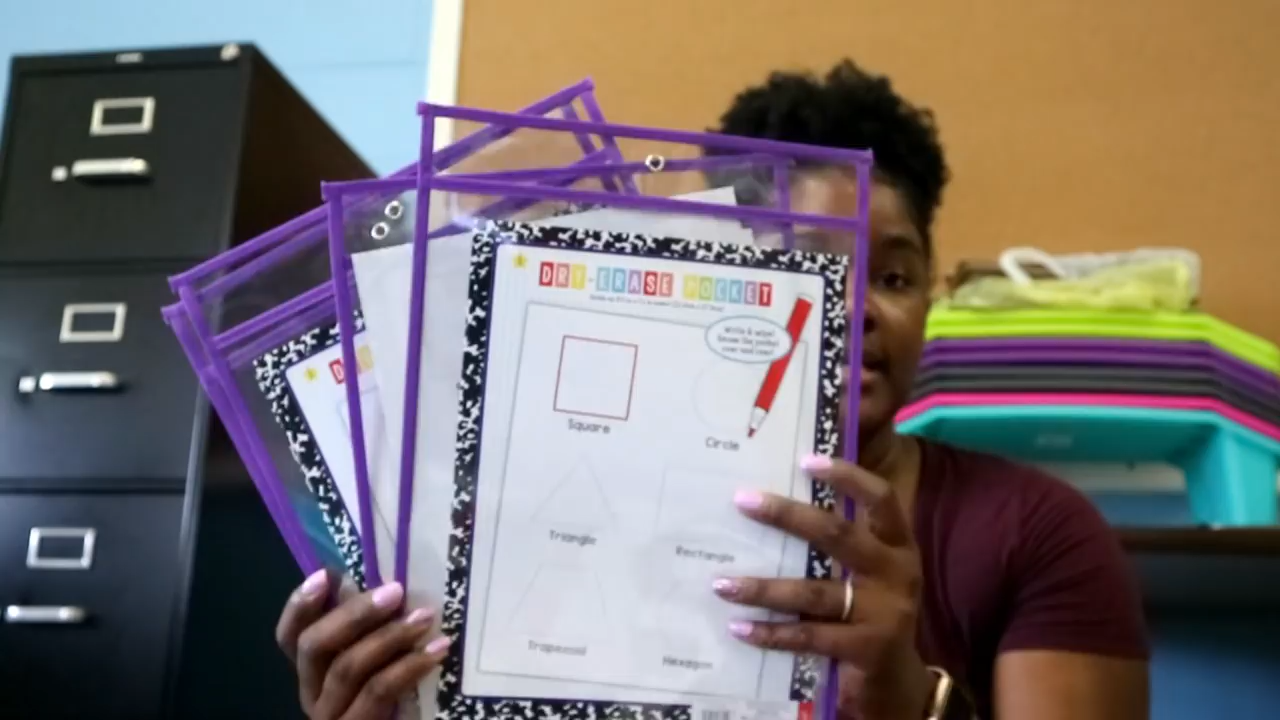 DRY-ERASE POCKET
Write & wipe!
Square
Circle
Triangle
Rectangle
Trapezoid
Hexagon